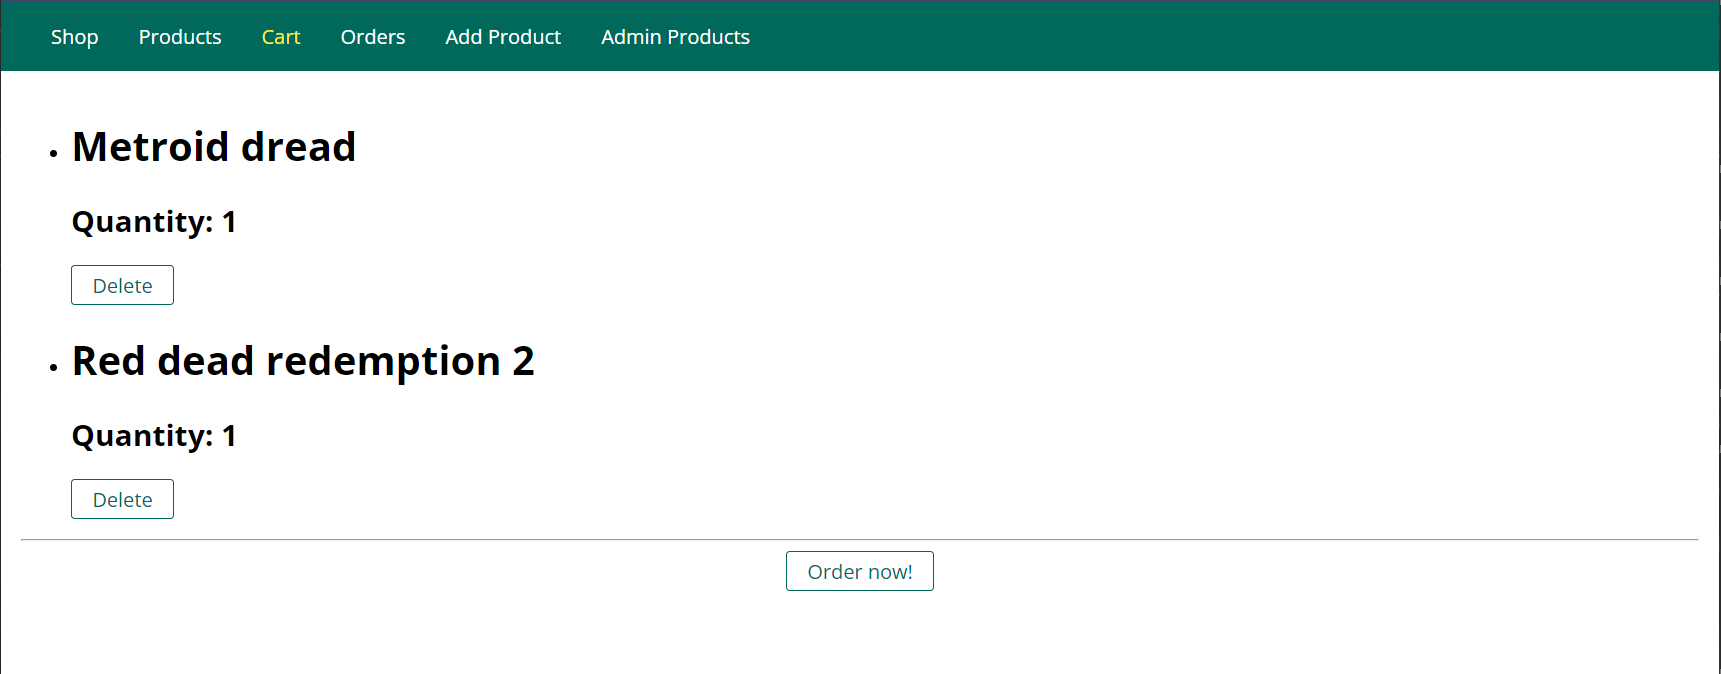 Shop Products Cart Orders Add Product Admin Products
Metroid dread
Quantity: 1
Delete
Red dead redemption 2
Quantity: 1
Delete
Order now!